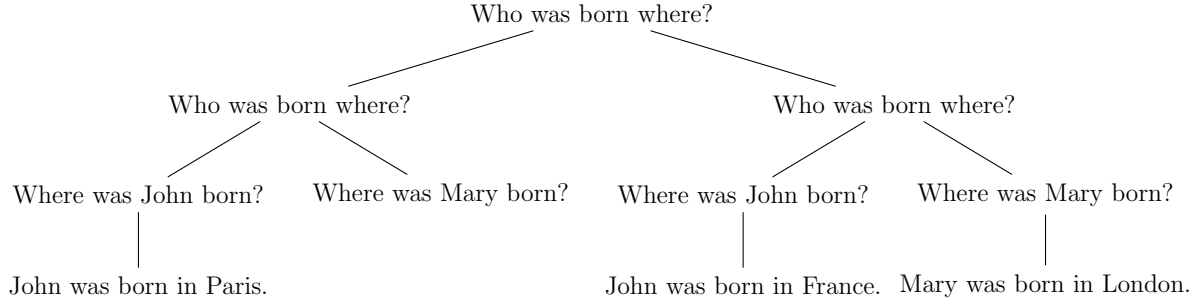 Who was born where?
Who was born where?
Who was born where?
Where was John born?
Where was Mary born?
Where was John born?
Where was Mary born?
John was born in Paris.
John was born in France.
Mary was born in London.